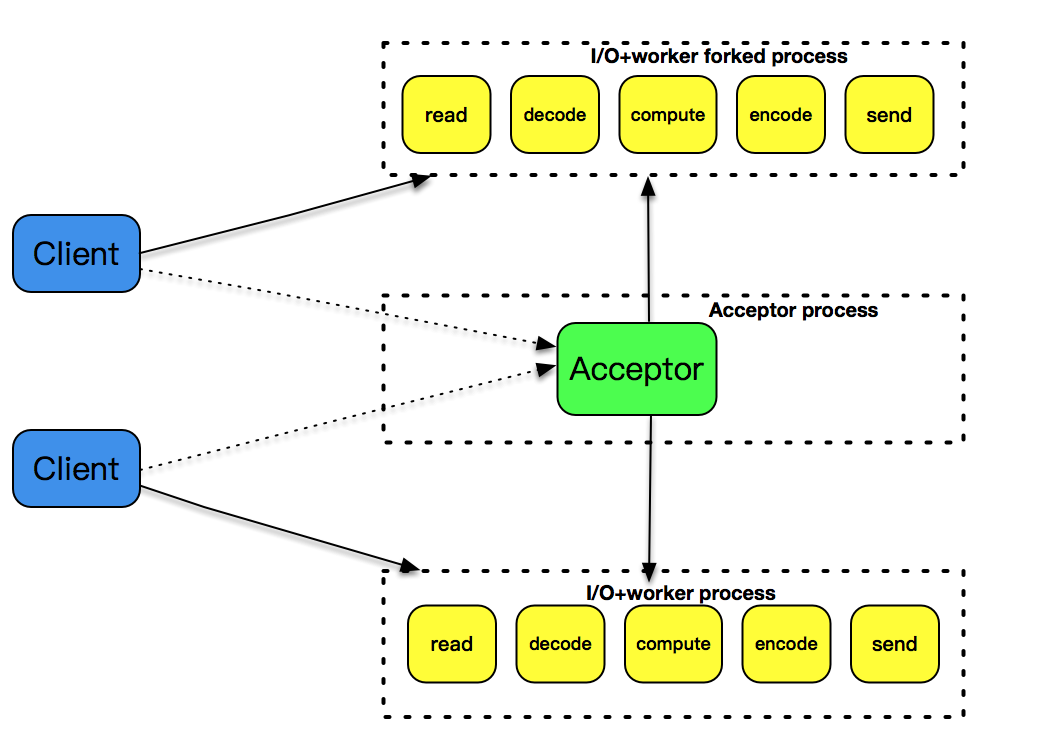 I/O+worker forked process
read
decode
compute
encode
send
Client
Acceptor process
Acceptor
Client
I/O+worker process
read
decode
compute
encode
send